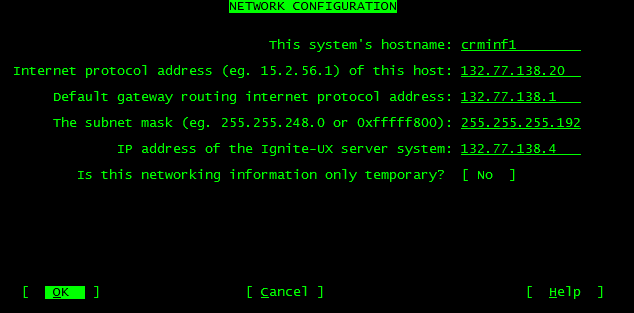 NETWORK CONFIGURATION
This system's hostname: crminf1
Internet protocol address (eg. 15.2.56.1) of this host: 132.77.138.20
Default gateway routing internet protocol address: 132.77.138.1
The subnet mask (eg. 255.255.248.0 or 0xfffff800): 255.255.255.192
IP address of the Ignite-UX server system: 132.77.138.4
Is this networking information only temporary? [ No ]
[ OK ] [ Cancel ] [ Help ]